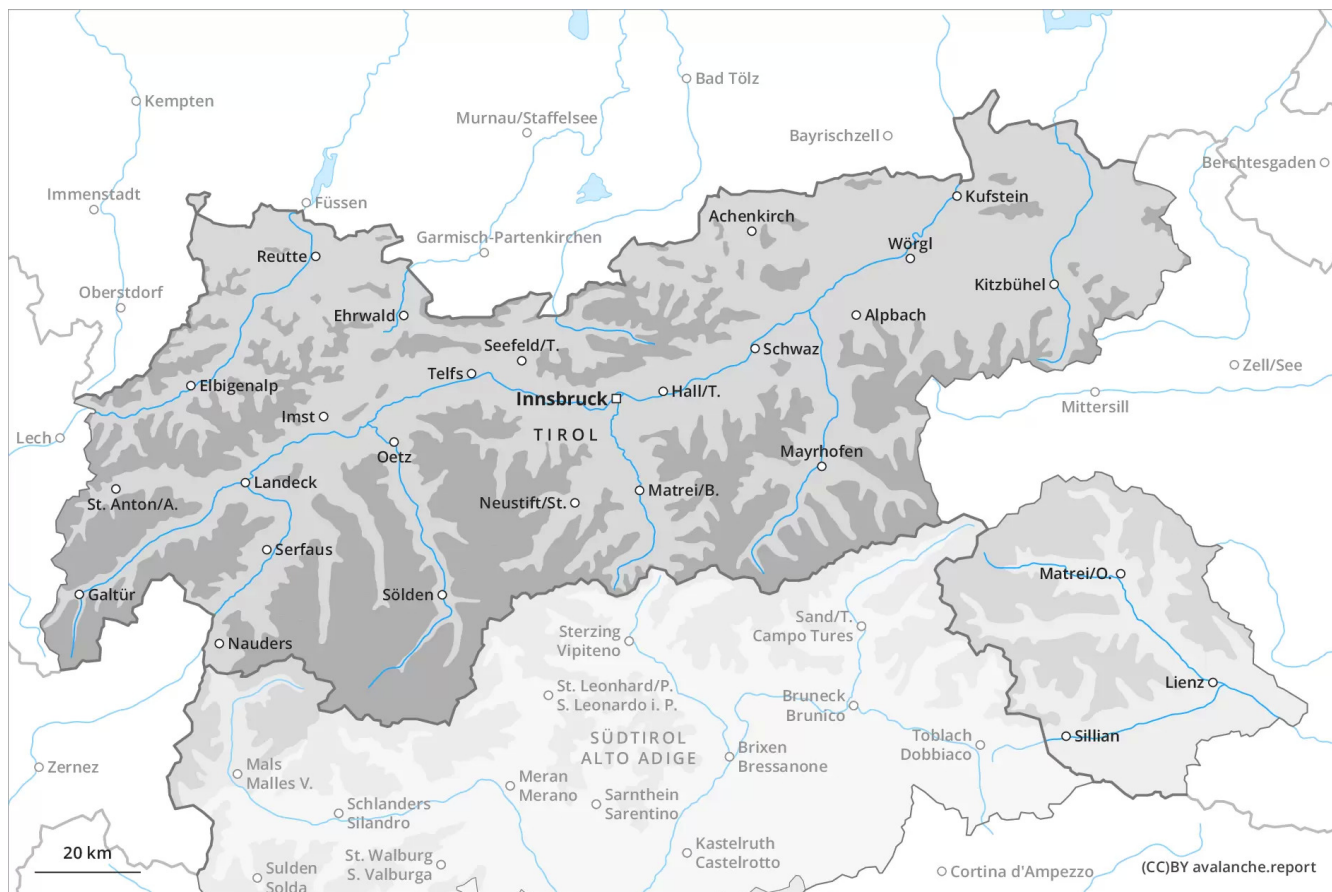 Bad Tölz
Kempten
Murnau/Staffelsee
Bayrischzell
Berchtesgaden
Immenstadt
Füssen
Kufstein
Achenkirch
Garmisch-Partenkirchen
Wörgl
Reutte
Kitzbühel
Oberstdorf
Ehrwald
Alpbach
Seefeld/T.
Schwaz
Zell/See
Telfs
Elbigenalp
Hall/T.
Innsbruck
Mittersill
Imst
Lech
TIROL
Oetz
Mayrhofen
Landeck
Matrei/B.
St. Anton/A.
Neustift/St.
Serfaus
Matrei/O.
Galtür
Sölden
Sand/T.
Campo Tures
Sterzing
Vipiteno
Nauders
Lienz
St. Leonhard/P.
S. Leonardo i. P.
Bruneck
Brunico
Sillian
SÜDTIROL
ALTO ADIGE
Toblach
Dobbiaco
Brixen
Bressanone
Zernez
Mals
Malles V.
Meran
Merano
Sarnthein
Sarentino
Schlanders
Silandro
Kastelruth
Castelrotto
20 km
St. Walburg
S. Valburga
Sulden
Solda
Cortina d'Ampezzo
(CC)BY avalanche.report